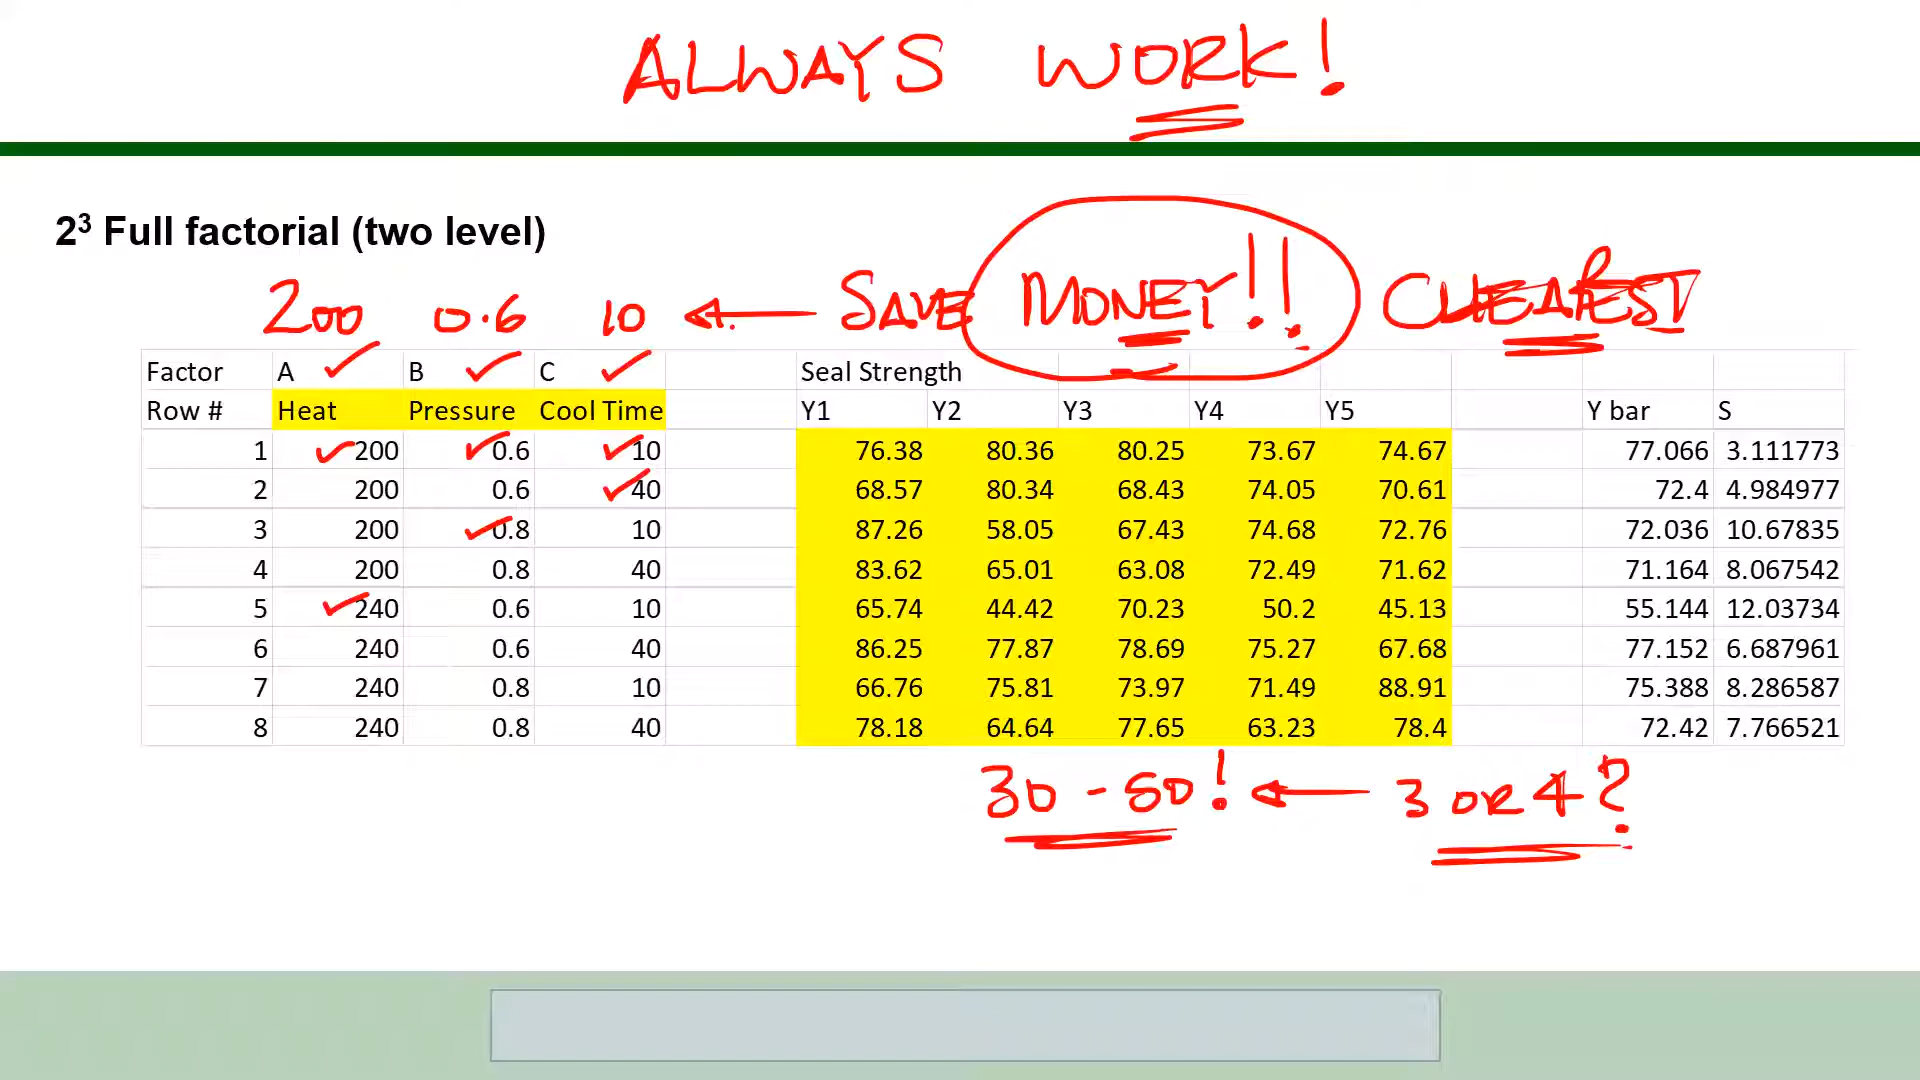 ALWAYS WORK!
2³ Full factorial (two level)
200 0.6 10 ← SAVE MONEY!! CHEAPEST
Factor A ✓ B ✓ C ✓ Seal Strength
Row # Heat Pressure Cool Time Y1 Y2 Y3 Y4 Y5 Y bar S
1 ✓ 200 ✓ 0.6 ✓ 10 76.38 80.36 80.25 73.67 74.67 77.066 3.111773
2 200 0.6 ✓ 40 68.57 80.34 68.43 74.05 70.61 72.4 4.984977
3 200 ✓ 0.8 10 87.26 58.05 67.43 74.68 72.76 72.036 10.67835
4 200 0.8 40 83.62 65.01 63.08 72.49 71.62 71.164 8.067542
5 ✓ 240 0.6 10 65.74 44.42 70.23 50.2 45.13 55.144 12.03734
6 240 0.6 40 86.25 77.87 78.69 75.27 67.68 77.152 6.687961
7 240 0.8 10 66.76 75.81 73.97 71.49 88.91 75.388 8.286587
8 240 0.8 40 78.18 64.64 77.65 63.23 78.4 72.42 7.766521
30 - 50! ← 3 OR 4?